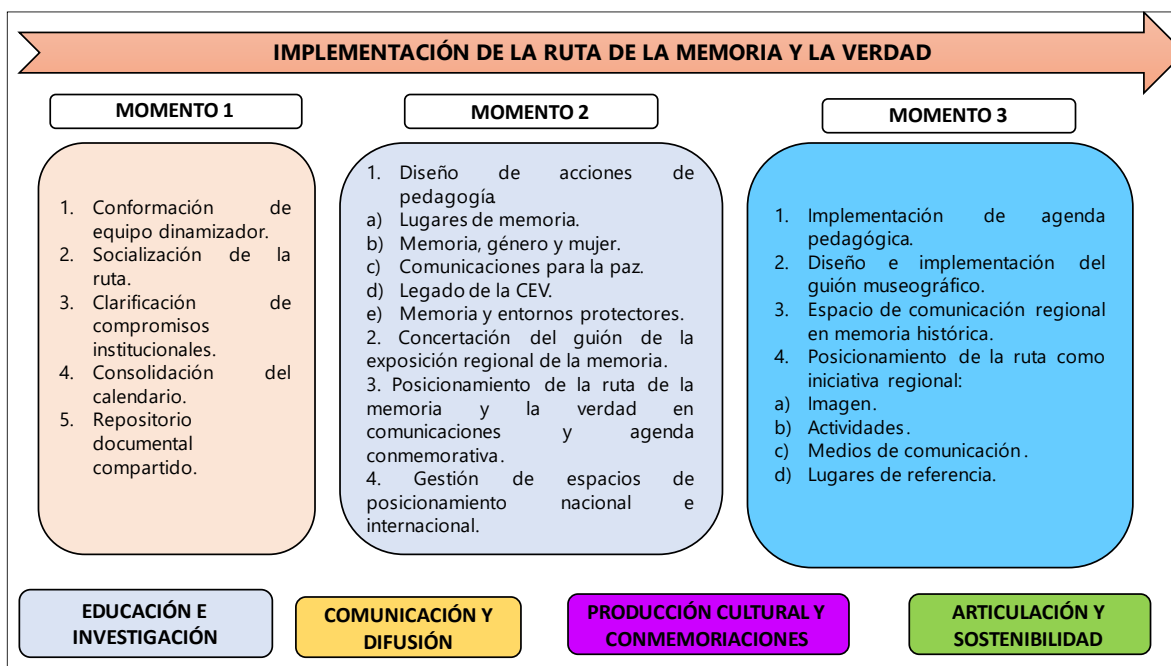 IMPLEMENTACIÓN DE LA RUTA DE LA MEMORIA Y LA VERDAD
MOMENTO 1
1. Conformación de
equipo dinamizador.
2. Socialización de la
ruta.
3. Clarificación de
compromisos
institucionales.
4. Consolidación del
calendario.
5. Repositorio
documental
compartido.
MOMENTO 2
1. Diseño de acciones de
pedagogía.
a) Lugares de memoria.
b) Memoria, género y mujer.
c) Comunicaciones para la paz.
d) Legado de la CEV.
e) Memoria y entornos protectores.
2. Concertación del guión de la
exposición regional de la memoria.
3. Posicionamiento de la ruta de la
memoria y la verdad en
comunicaciones y agenda
conmemorativa.
4. Gestión de espacios de
posicionamiento nacional e
internacional.
MOMENTO 3
1. Implementación de agenda
pedagógica.
2. Diseño e implementación del
guión museográfico.
3. Espacio de comunicación regional
en memoria histórica.
4. Posicionamiento de la ruta como
iniciativa regional:
a) Imagen.
b) Actividades.
c) Medios de comunicación.
d) Lugares de referencia.
EDUCACIÓN E
INVESTIGACIÓN
COMUNICACIÓN Y
DIFUSIÓN
PRODUCCIÓN CULTURAL Y
CONMEMORIACIONES
ARTICULACIÓN Y
SOSTENIBILIDAD